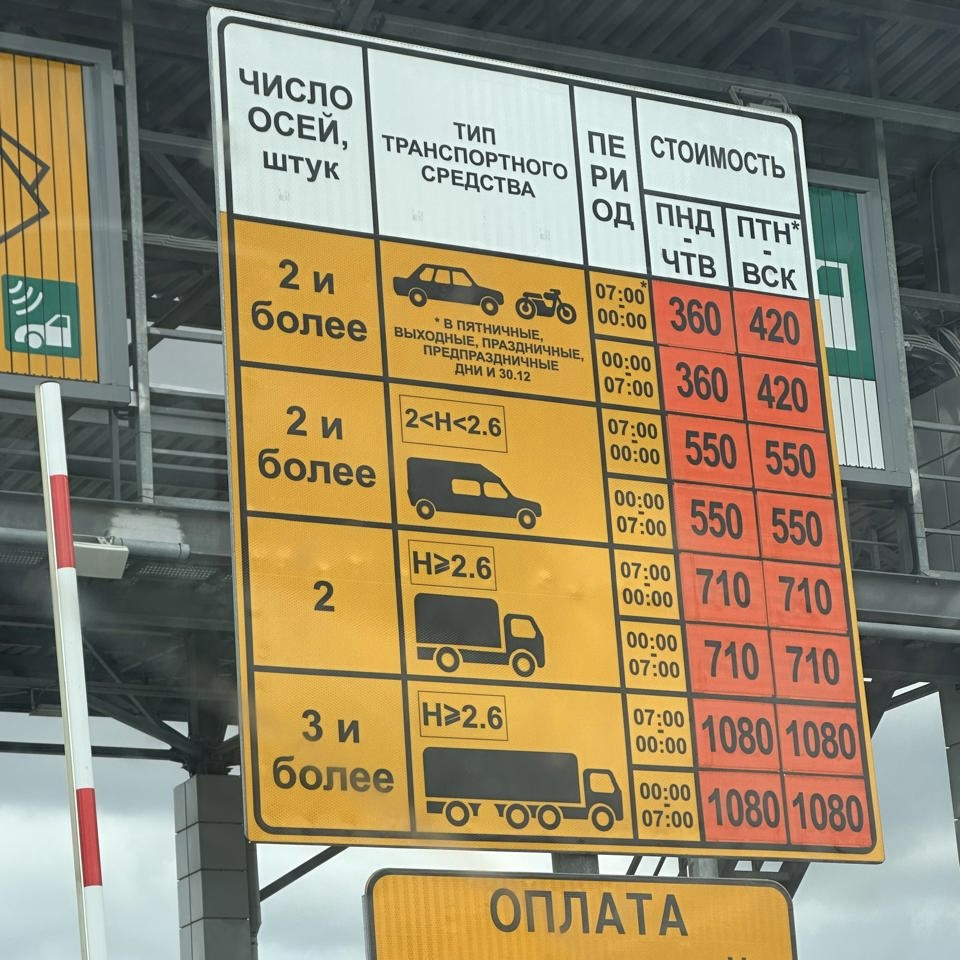 ЧИСЛО
ОСЕЙ,
штук
ТИП
ТРАНСПОРТНОГО
СРЕДСТВА
ПЕ
РИ
ОД
СТОИМОСТЬ
ПНД
-
ЧТВ
ПТН*
-
ВСК
2 и
более
* В ПЯТНИЧНЫЕ,
ВЫХОДНЫЕ, ПРАЗДНИЧНЫЕ,
ПРЕДПРАЗДНИЧНЫЕ
ДНИ И 30.12
07:00*
-
00:00
360 420
00:00
-
07:00
360 420
2 и
более
2<H<2.6
07:00
-
00:00
550 550
00:00
-
07:00
550 550
2
H⩾2.6
07:00
-
00:00
710 710
00:00
-
07:00
710 710
3 и
более
H⩾2.6
07:00
-
00:00
1080 1080
00:00
-
07:00
1080 1080
ОПЛАТА